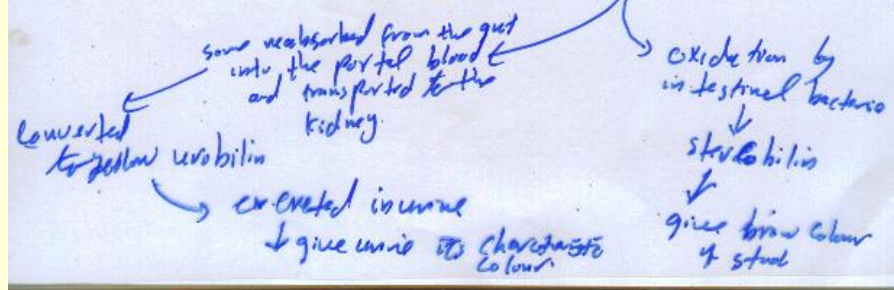 some reabsorbed from the gut
into the portal blood
and transported to the
kidney.
Converted
to yellow urobilin
excreted in urine
↓ give urine its characteristic
colour
oxidation by
intestinal bacteria
↓
stercobilin
↓
give brown colour
of stool